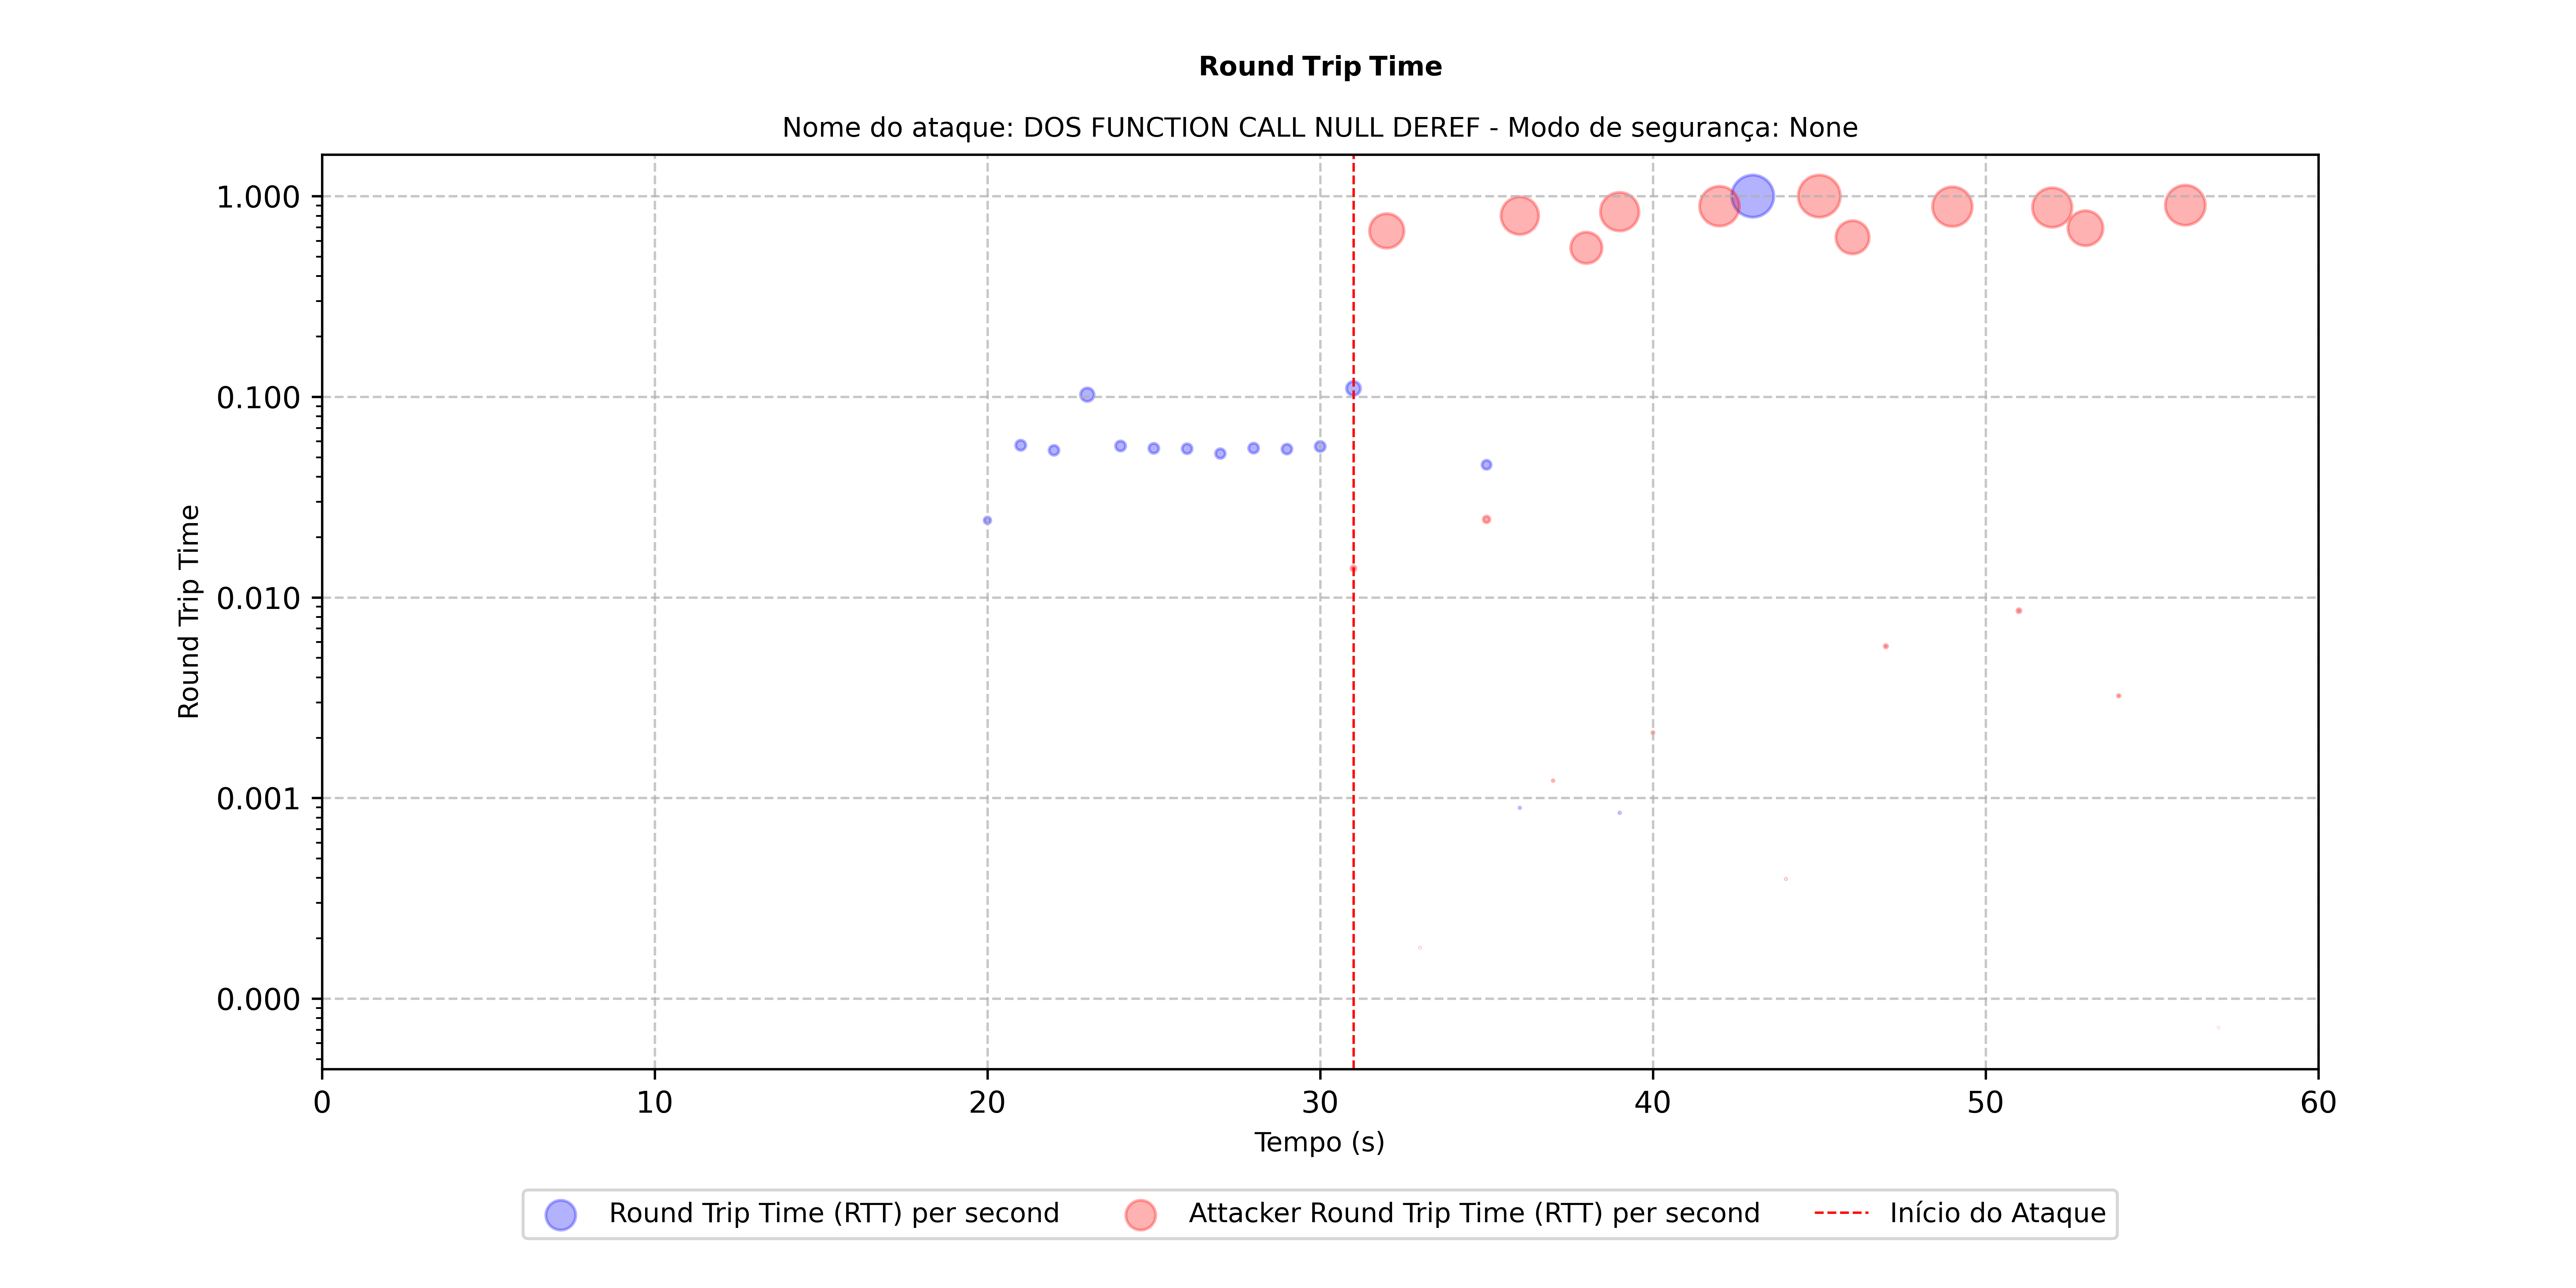 Round Trip Time
Nome do ataque: DOS FUNCTION CALL NULL DEREF - Modo de segurança: None
Round Trip Time
1.000
0.100
0.010
0.001
0.000
0 10 20 30 40 50 60
Tempo (s)
Round Trip Time (RTT) per second Attacker Round Trip Time (RTT) per second Início do Ataque